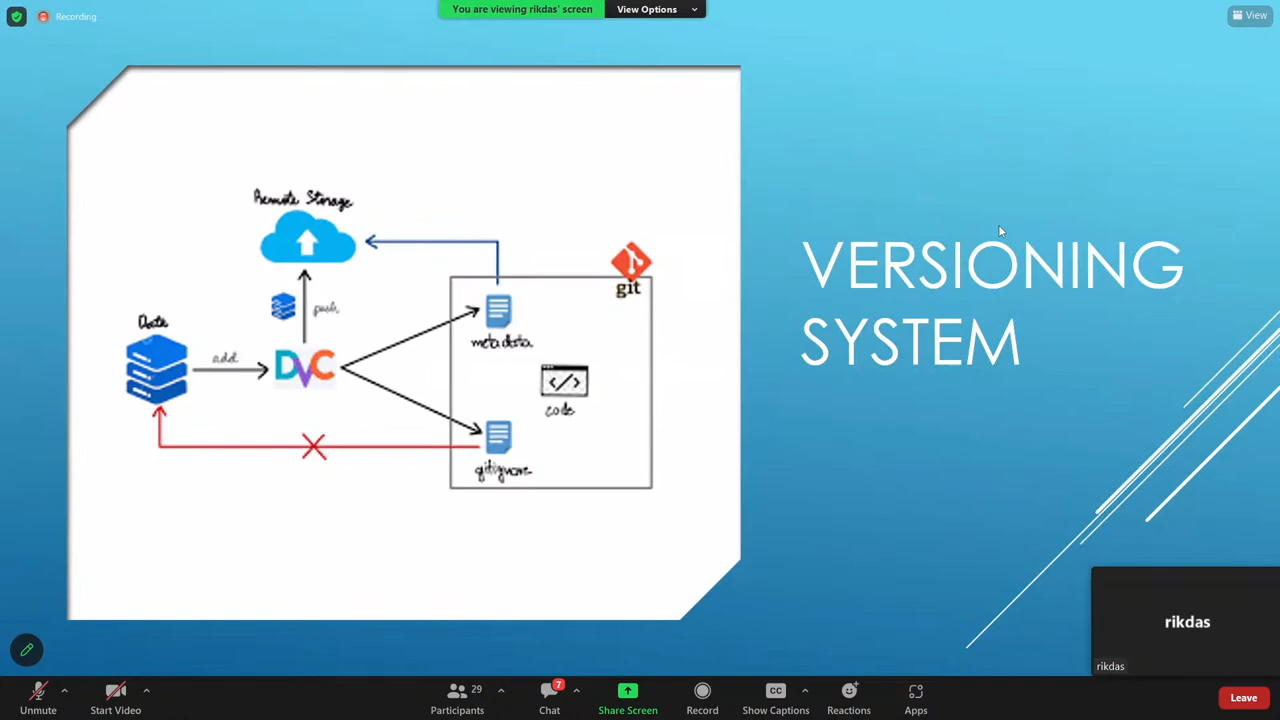 Recording
You are viewing rikdas' screen
View Options
View
Remote Storage
git
push
metadata
Data
add
DVC
</>
code
gitignore
VERSIONING
SYSTEM
rikdas
rikdas
Unmute
Start Video
Participants
29
Chat
7
Share Screen
Record
CC
Show Captions
Reactions
Apps
Leave